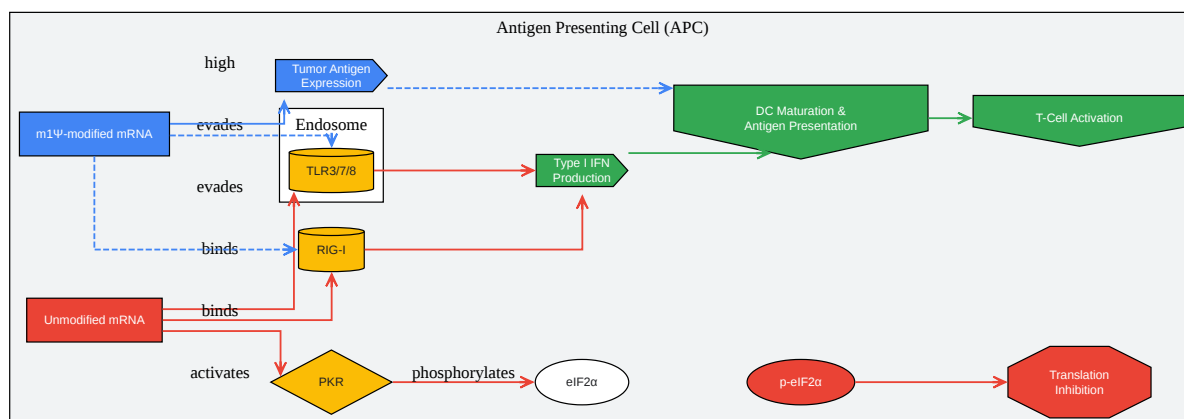 Antigen Presenting Cell (APC)
high
Tumor Antigen
Expression
DC Maturation &
Antigen Presentation
T-Cell Activation
m1Ψ-modified mRNA
evades
Endosome
TLR3/7/8
Type I IFN
Production
evades
binds
RIG-I
Unmodified mRNA
binds
activates
PKR
phosphorylates
eIF2α
p-eIF2α
Translation
Inhibition